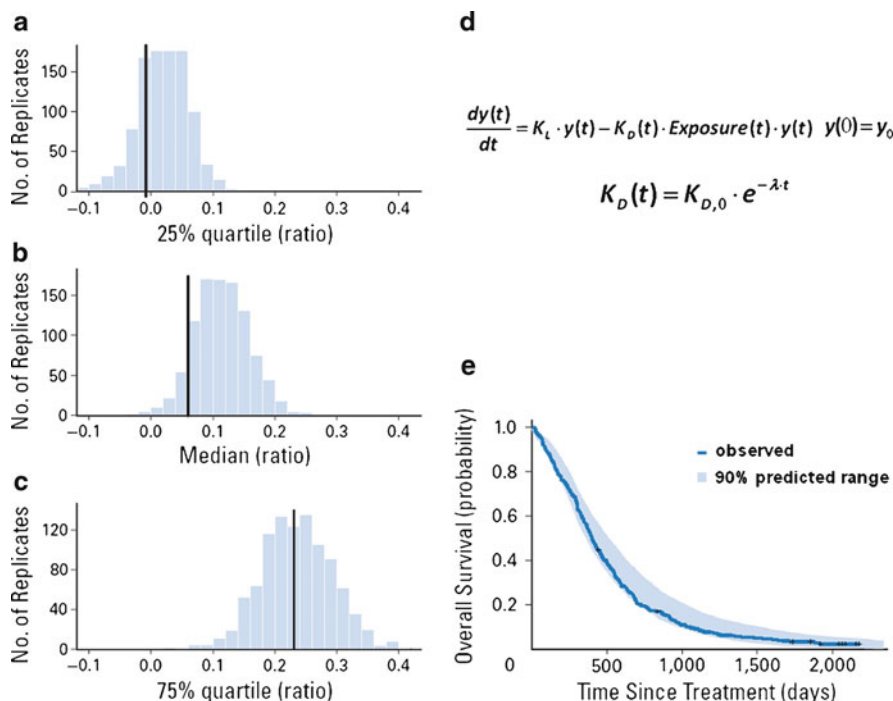 a
No. of Replicates
150
100
50
0
−0.1 0.0 0.1 0.2 0.3 0.4
25% quartile (ratio)
b
No. of Replicates
150
100
50
0
−0.1 0.0 0.1 0.2 0.3 0.4
Median (ratio)
c
No. of Replicates
120
80
40
0
−0.1 0.0 0.1 0.2 0.3 0.4
75% quartile (ratio)
d
dy(t)/dt = K_L · y(t) − K_D(t) · Exposure(t) · y(t) y(0) = y_0
K_D(t) = K_{D,0} · e^{−λ·t}
e
Overall Survival (probability)
1.0
0.8
0.6
0.4
0.2
0
500 1,000 1,500 2,000
Time Since Treatment (days)
observed
90% predicted range